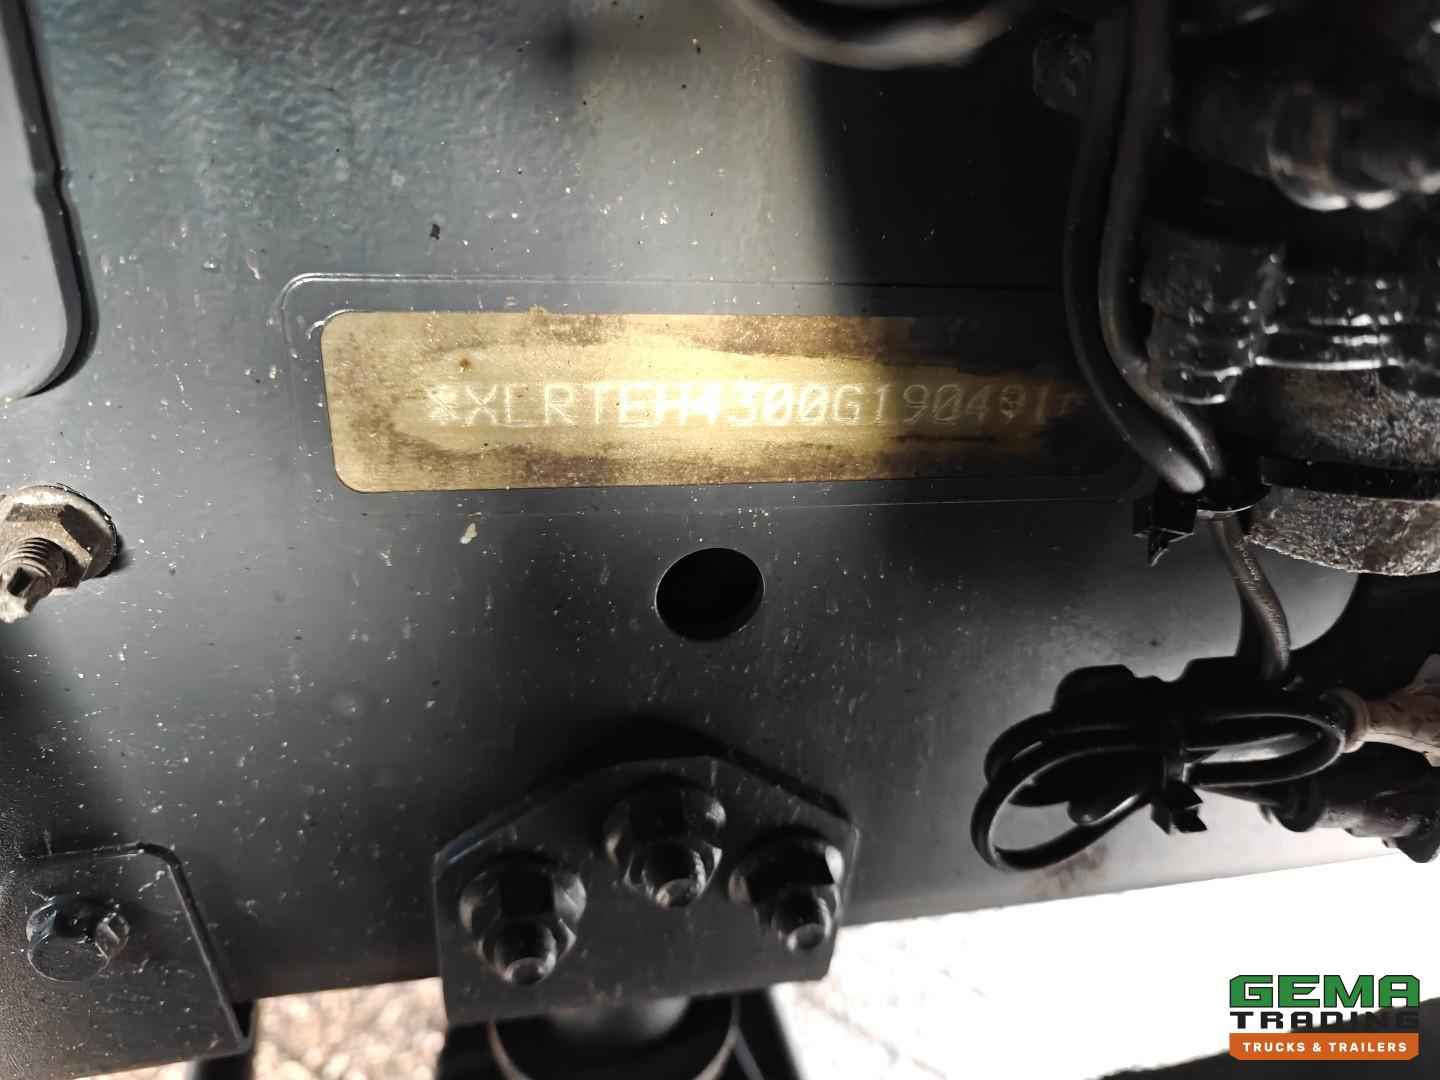 *XLRTEH4300G190491*
GEMA
TRADING
TRUCKS & TRAILERS